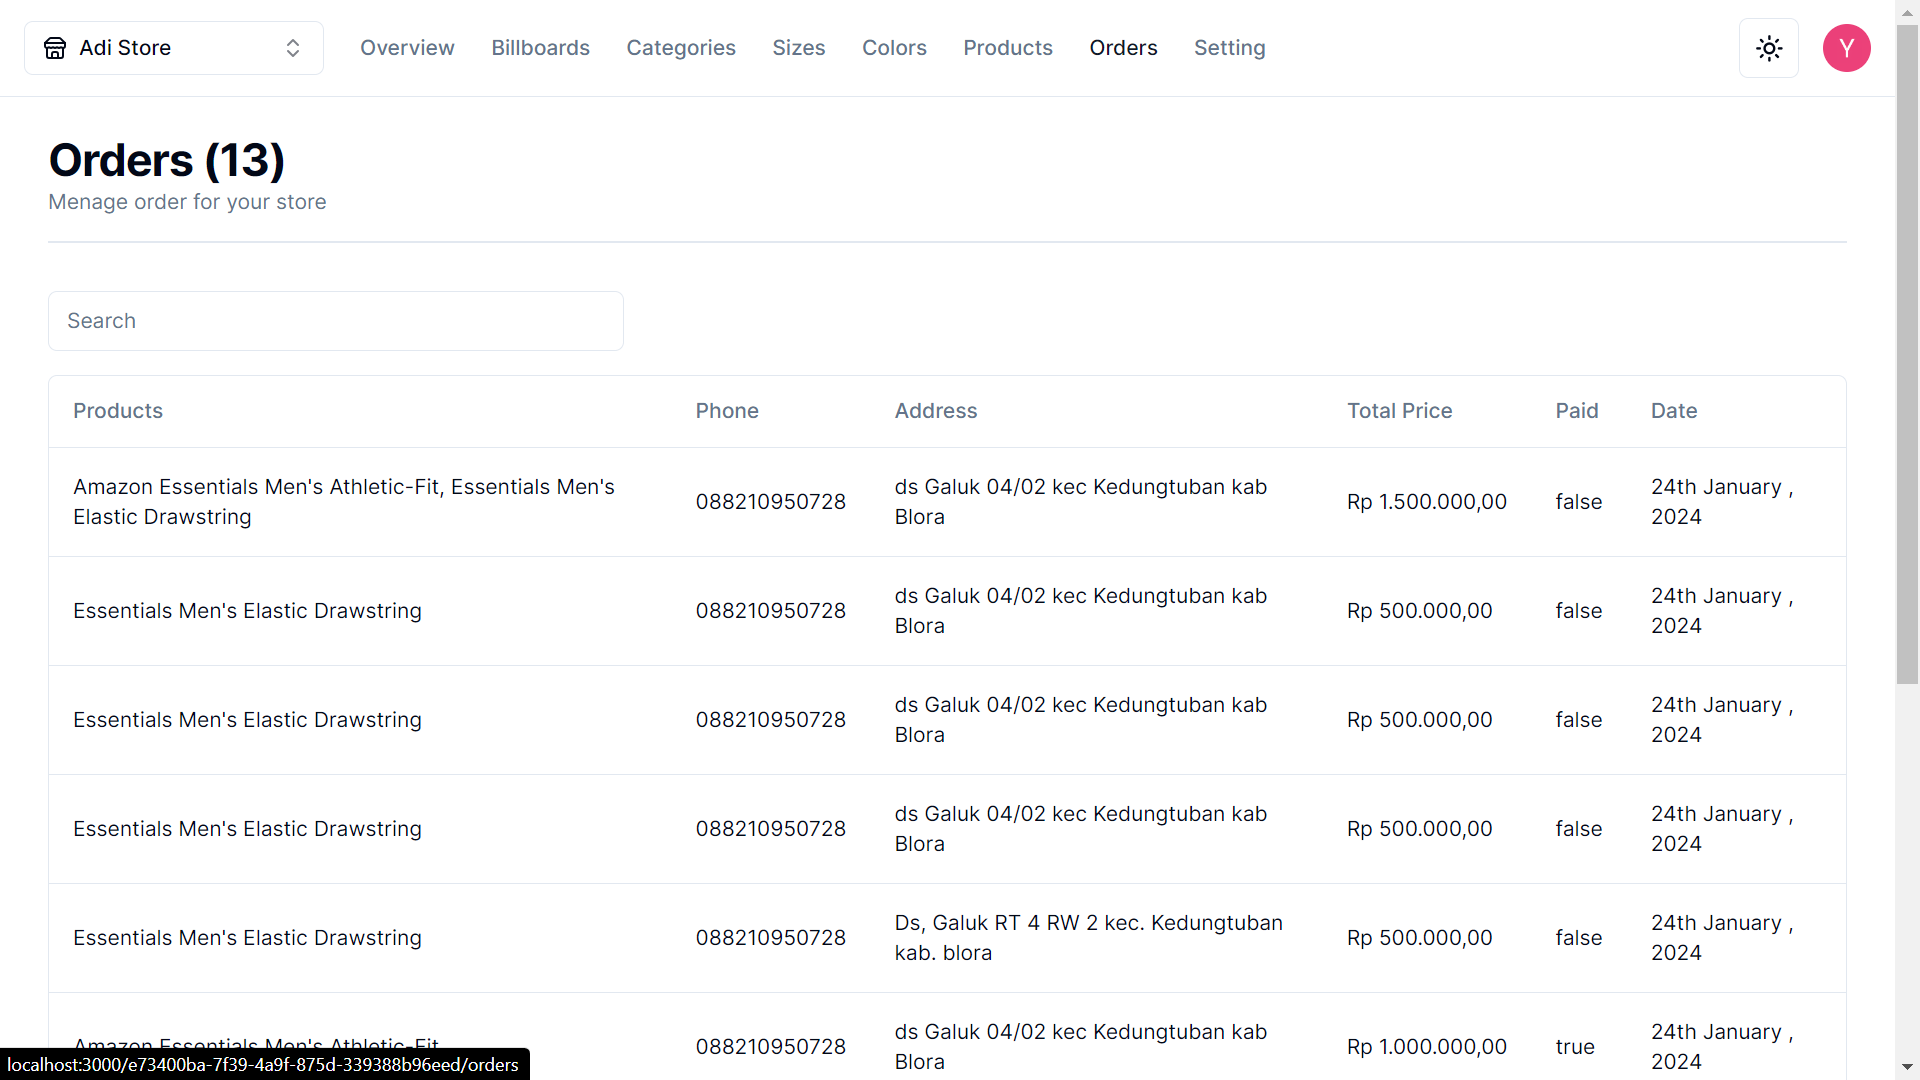 Adi Store
Overview
Billboards
Categories
Sizes
Colors
Products
Orders
Setting
Y
Orders (13)
Menage order for your store
Search
Products
Phone
Address
Total Price
Paid
Date
Amazon Essentials Men's Athletic-Fit, Essentials Men's
Elastic Drawstring
088210950728
ds Galuk 04/02 kec Kedungtuban kab
Blora
Rp 1.500.000,00
false
24th January ,
2024
Essentials Men's Elastic Drawstring
088210950728
ds Galuk 04/02 kec Kedungtuban kab
Blora
Rp 500.000,00
false
24th January ,
2024
Essentials Men's Elastic Drawstring
088210950728
ds Galuk 04/02 kec Kedungtuban kab
Blora
Rp 500.000,00
false
24th January ,
2024
Essentials Men's Elastic Drawstring
088210950728
ds Galuk 04/02 kec Kedungtuban kab
Blora
Rp 500.000,00
false
24th January ,
2024
Essentials Men's Elastic Drawstring
088210950728
Ds, Galuk RT 4 RW 2 kec. Kedungtuban
kab. blora
Rp 500.000,00
false
24th January ,
2024
Amazon Essentials Men's Athletic-Fit
088210950728
ds Galuk 04/02 kec Kedungtuban kab
Blora
Rp 1.000.000,00
true
24th January ,
2024
localhost:3000/e73400ba-7f39-4a9f-875d-339388b96eed/orders